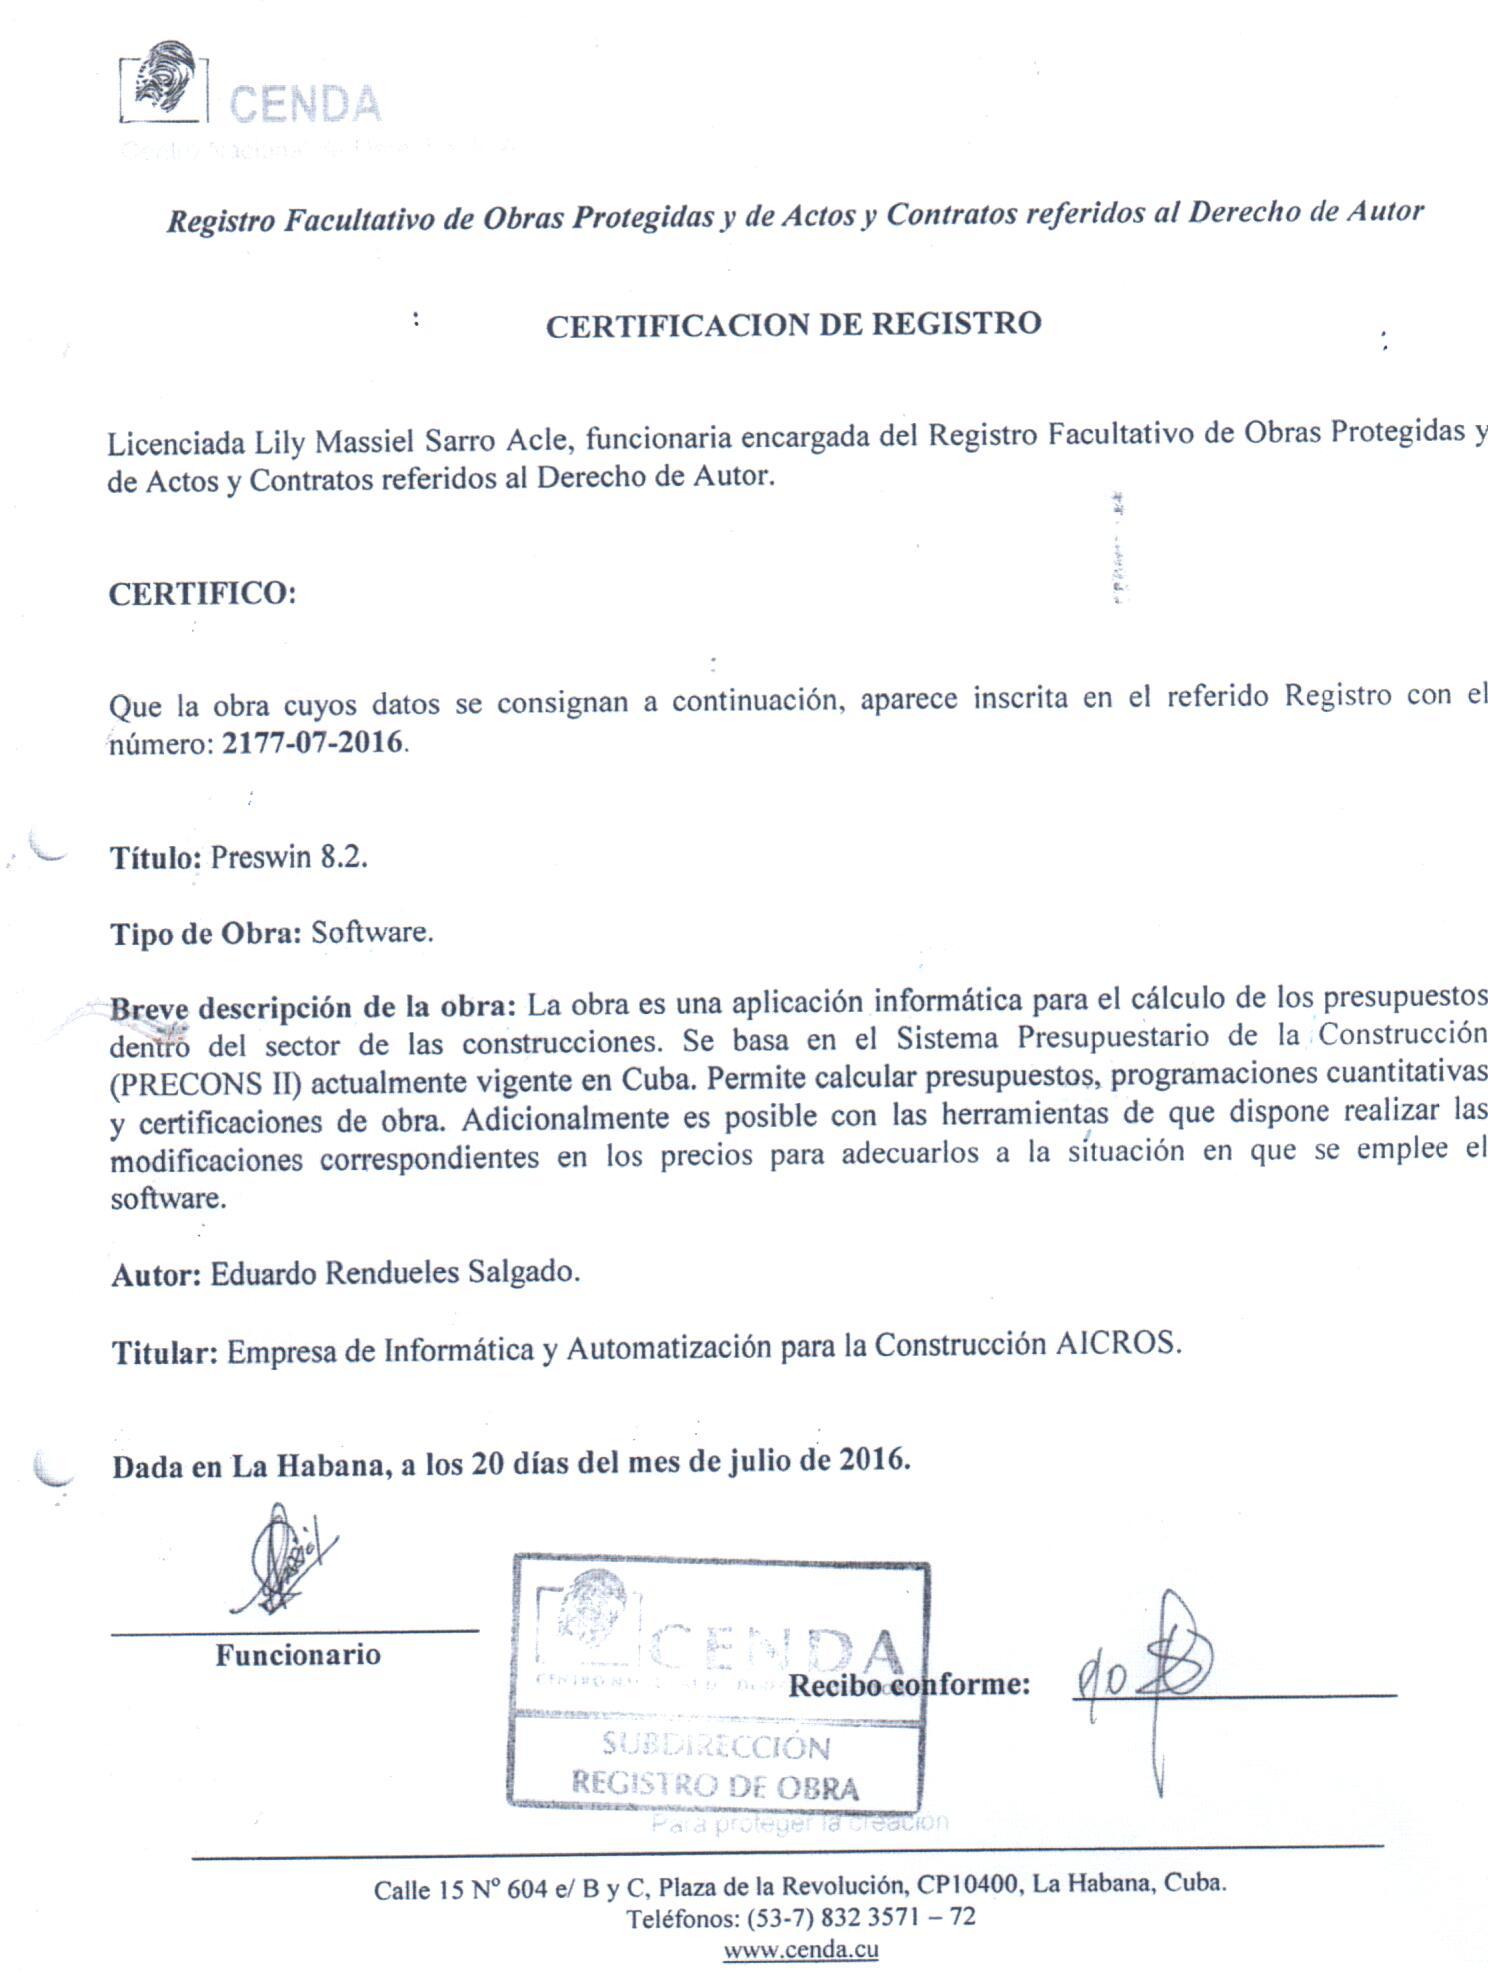 CENDA
Centro Nacional de Derecho de A
Registro Facultativo de Obras Protegidas y de Actos y Contratos referidos al Derecho de Autor
CERTIFICACION DE REGISTRO
Licenciada Lily Massiel Sarro Acle, funcionaria encargada del Registro Facultativo de Obras Protegidas y
de Actos y Contratos referidos al Derecho de Autor.
CERTIFICO:
Que la obra cuyos datos se consignan a continuación, aparece inscrita en el referido Registro con el
número: 2177-07-2016.
Título: Preswin 8.2.
Tipo de Obra: Software.
Breve descripción de la obra: La obra es una aplicación informática para el cálculo de los presupuestos
dentro del sector de las construcciones. Se basa en el Sistema Presupuestario de la Construcción
(PRECONS II) actualmente vigente en Cuba. Permite calcular presupuestos, programaciones cuantitativas
y certificaciones de obra. Adicionalmente es posible con las herramientas de que dispone realizar las
modificaciones correspondientes en los precios para adecuarlos a la situación en que se emplee el
software.
Autor: Eduardo Rendueles Salgado.
Titular: Empresa de Informática y Automatización para la Construcción AICROS.
Dada en La Habana, a los 20 días del mes de julio de 2016.
Funcionario
CENDA
Recibo conforme:
SUBDIRECCIÓN
REGISTRO DE OBRA
Para proteger la creación
Calle 15 Nº 604 e/ B y C, Plaza de la Revolución, CP10400, La Habana, Cuba.
Teléfonos: (53-7) 832 3571 – 72
www.cenda.cu